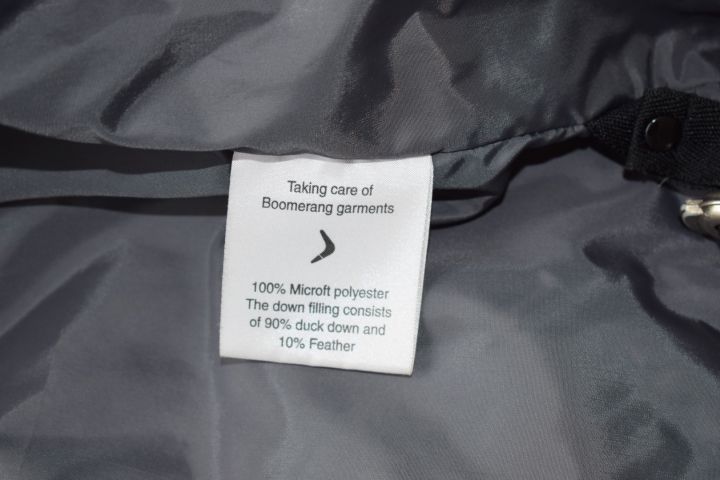 Taking care of
Boomerang garments
100% Microft polyester
The down filling consists
of 90% duck down and
10% Feather